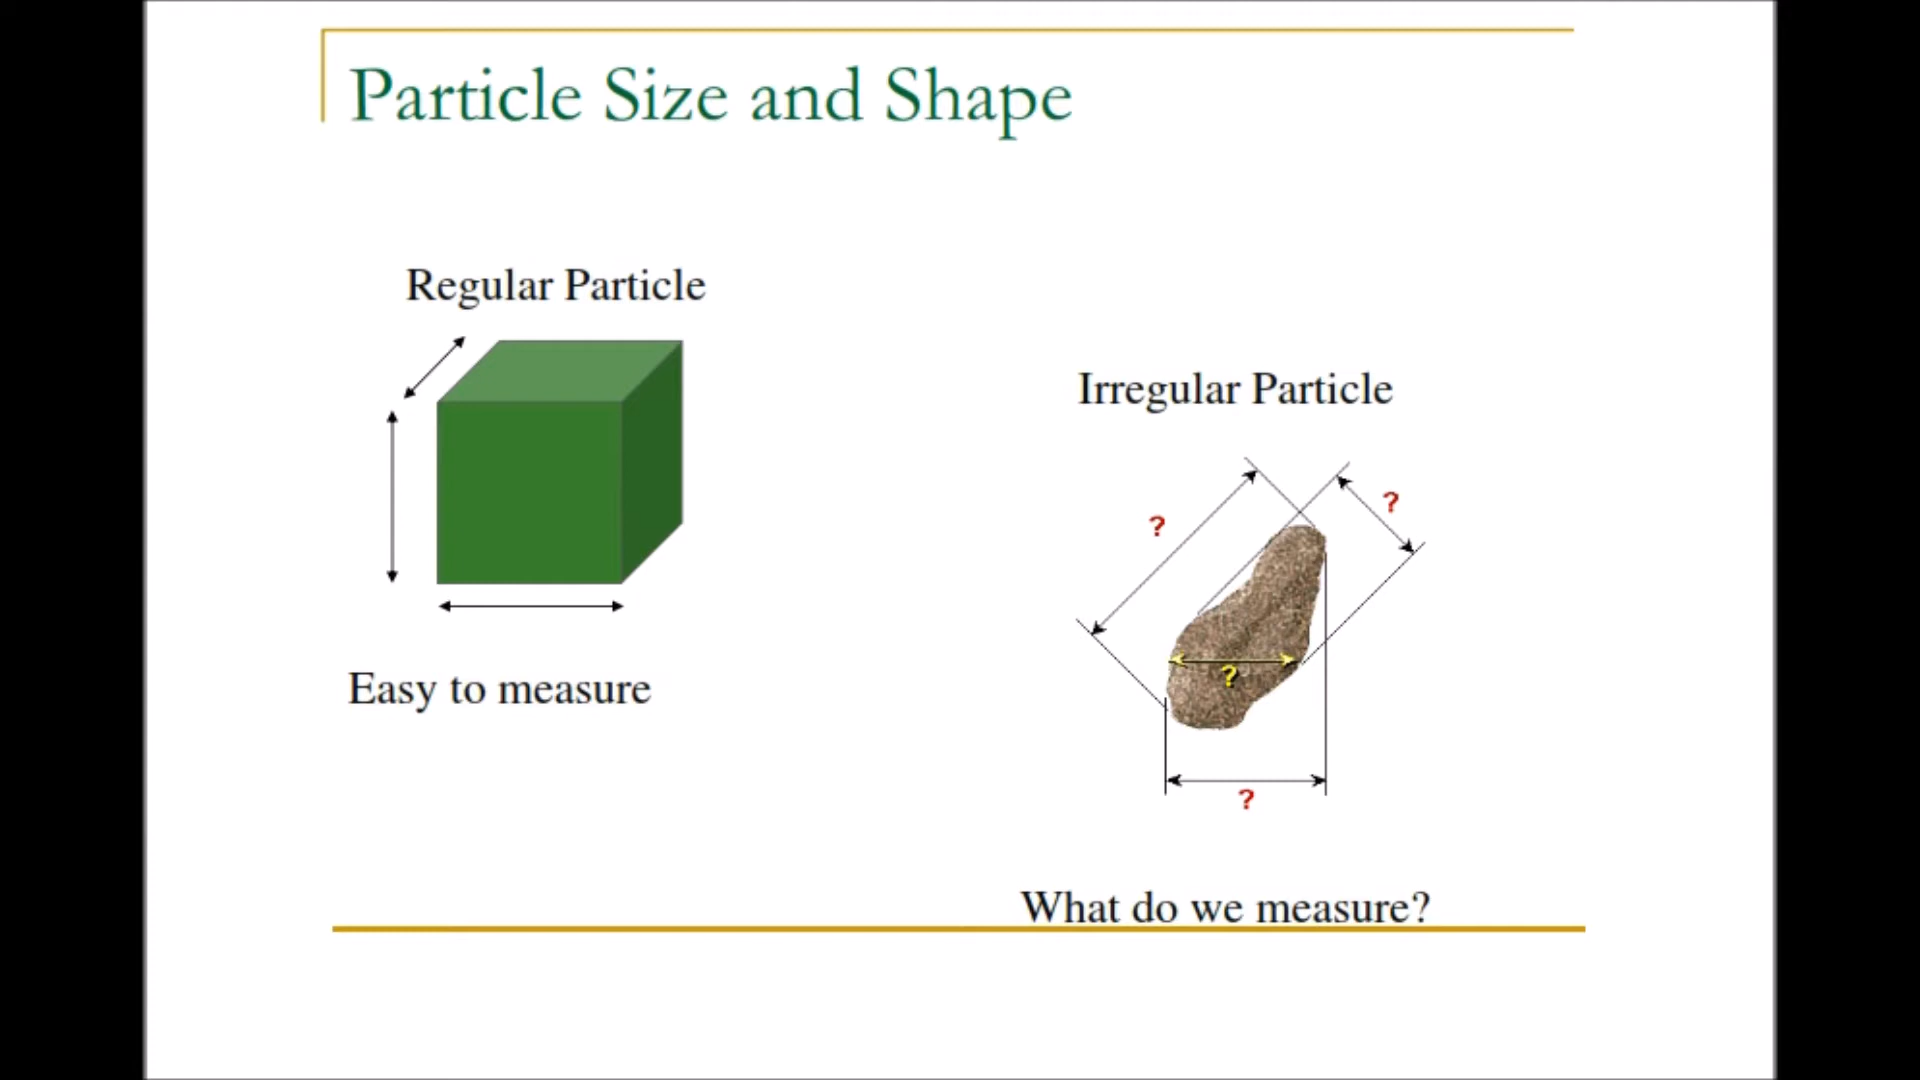 Particle Size and Shape
Regular Particle
Easy to measure
Irregular Particle
?
?
?
?
What do we measure?